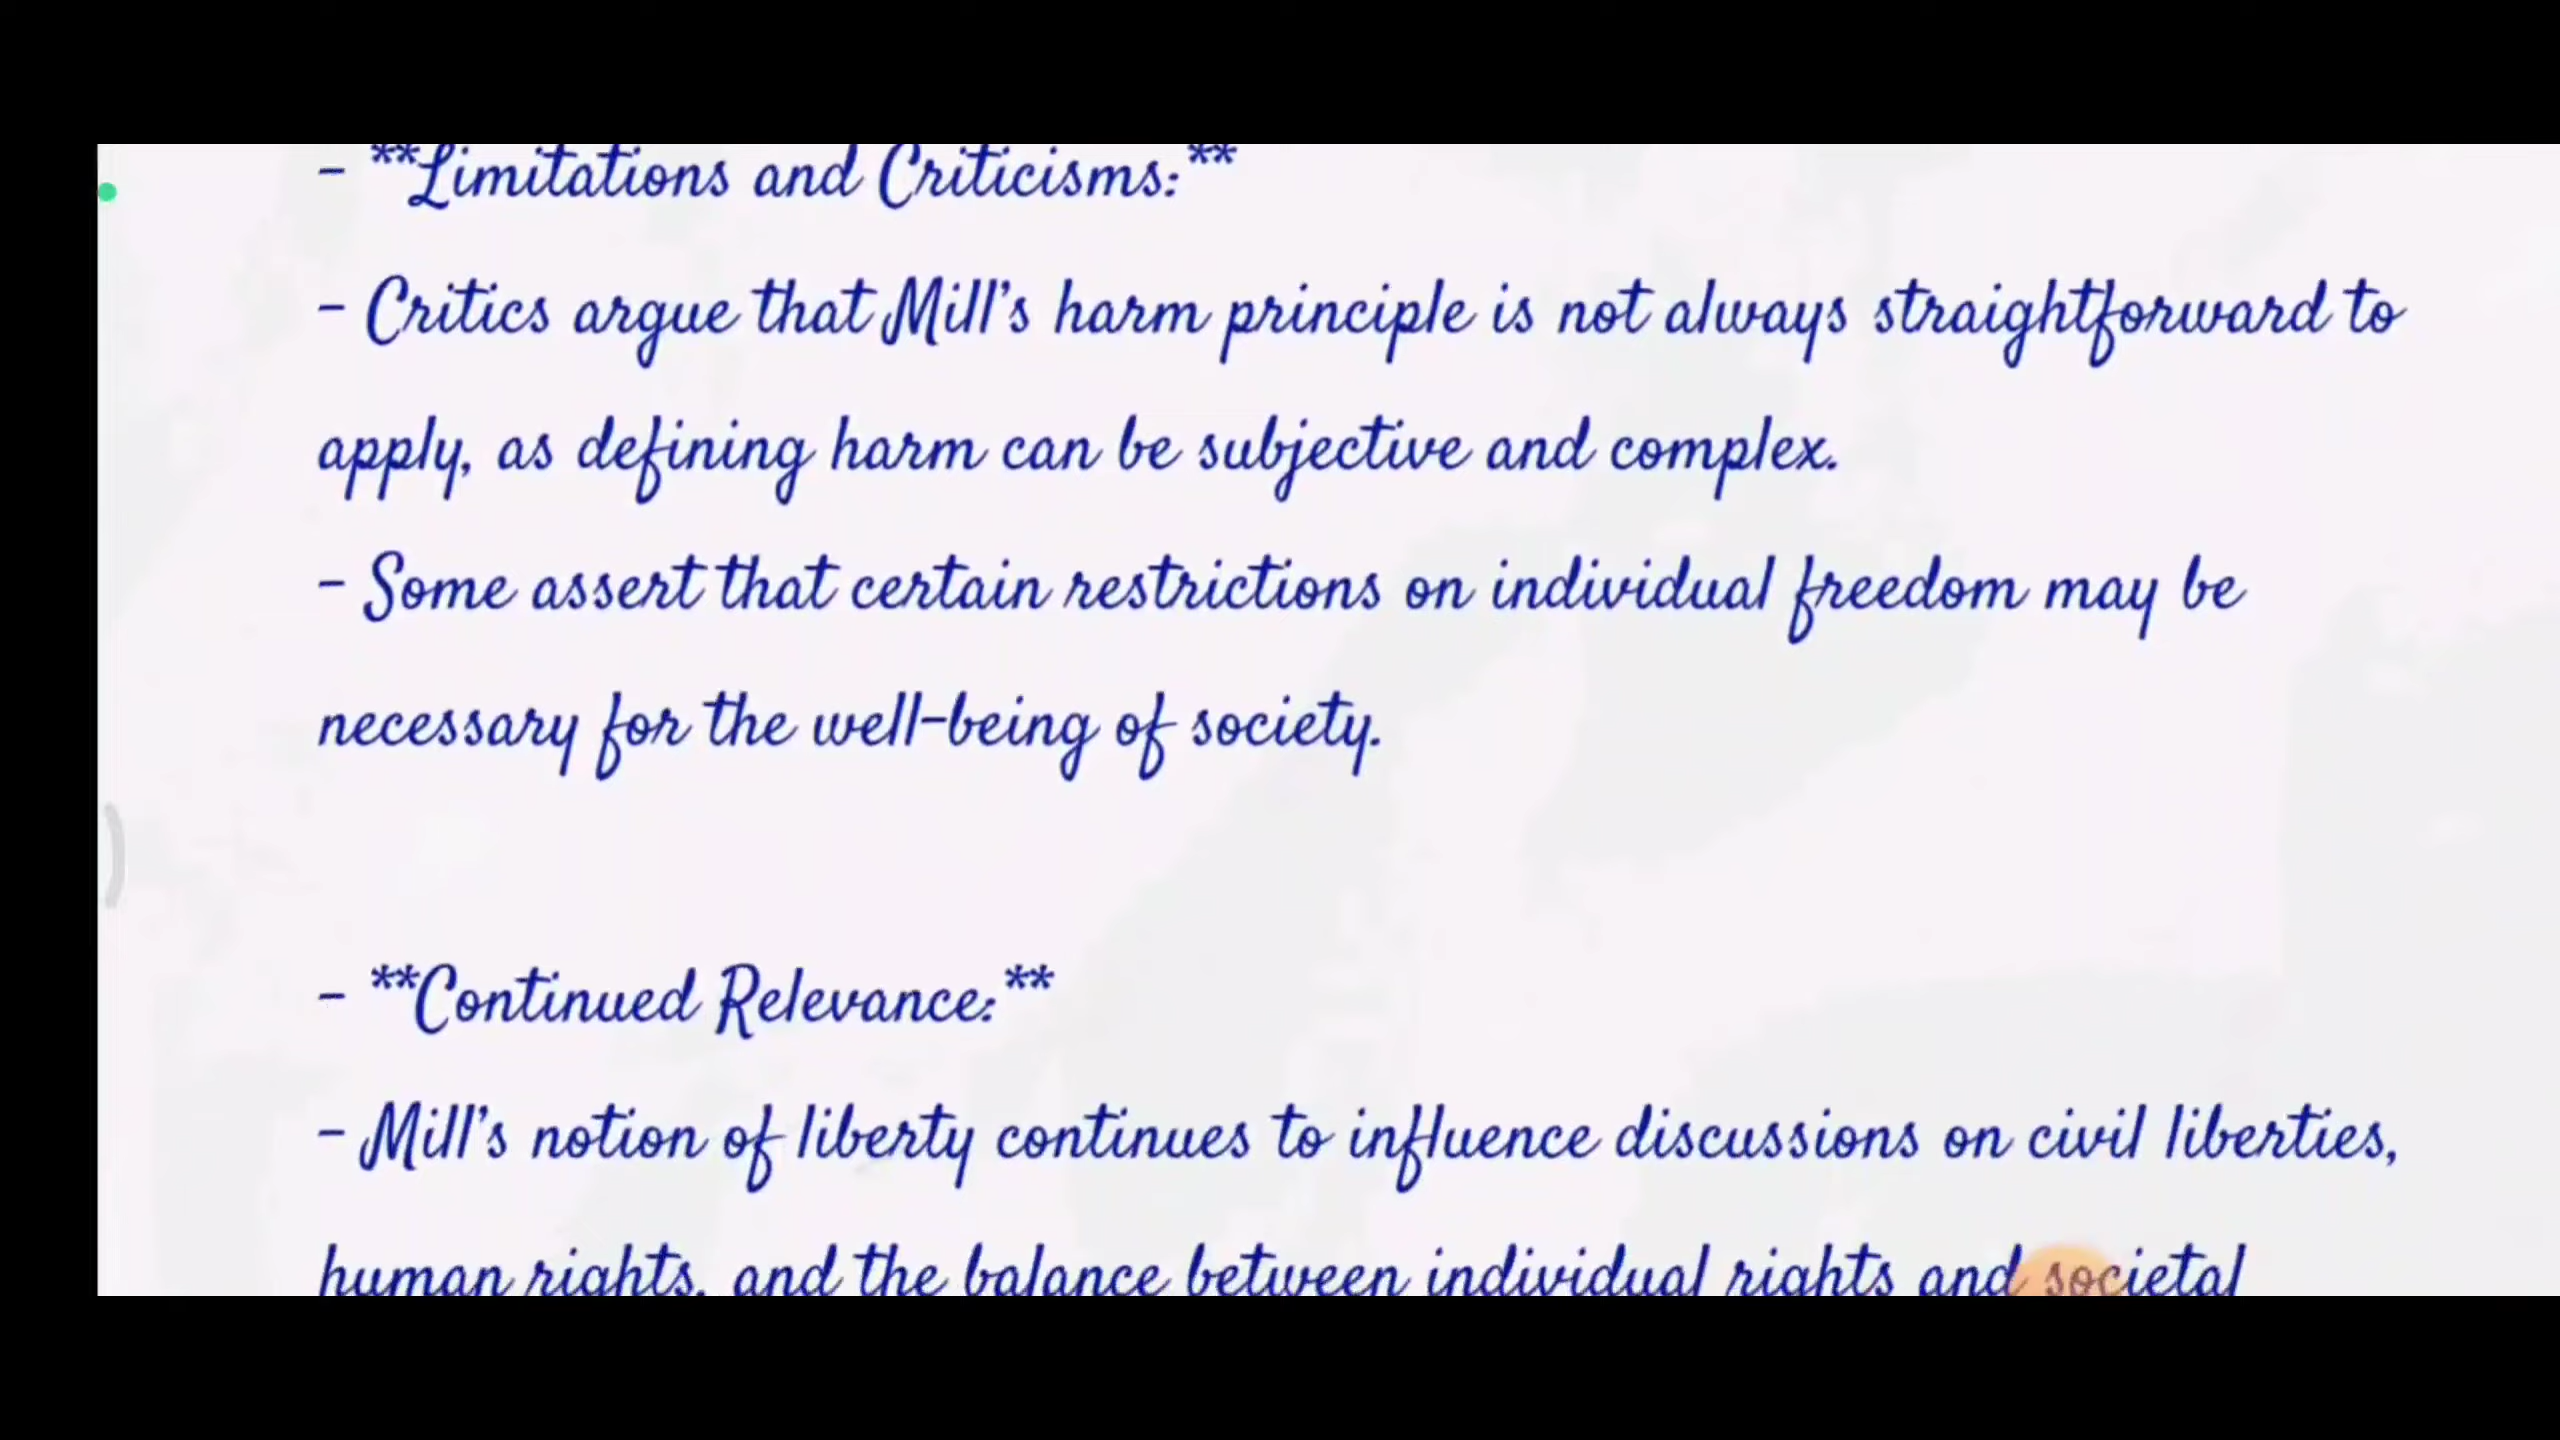 - **Limitations and Criticisms:**
- Critics argue that Mill's harm principle is not always straightforward to
apply, as defining harm can be subjective and complex.
- Some assert that certain restrictions on individual freedom may be
necessary for the well-being of society.
- **Continued Relevance:**
- Mill's notion of liberty continues to influence discussions on civil liberties,
human rights, and the balance between individual rights and societal